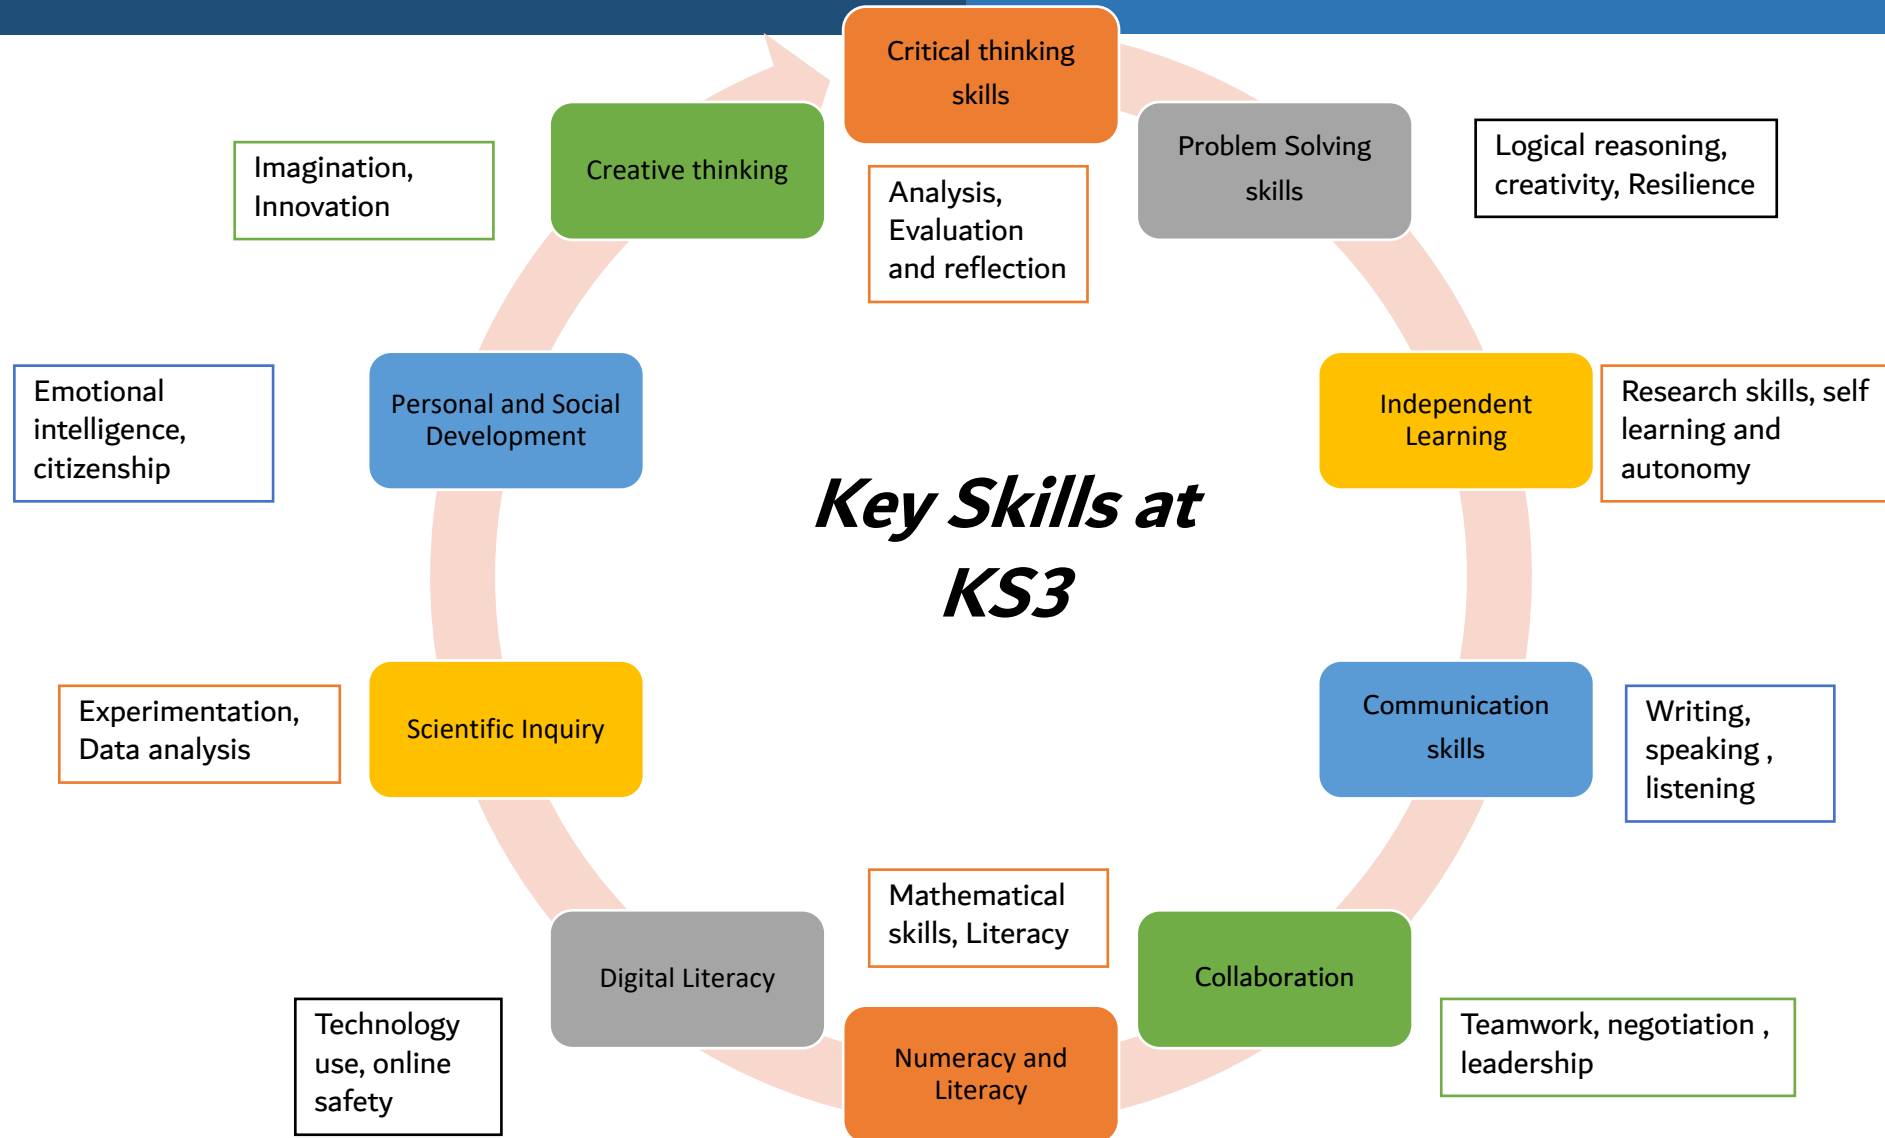 Critical thinking
skills
Analysis,
Evaluation
and reflection
Problem Solving
skills
Logical reasoning,
creativity, Resilience
Independent
Learning
Research skills, self
learning and
autonomy
Communication
skills
Writing,
speaking ,
listening
Collaboration
Teamwork, negotiation ,
leadership
Numeracy and
Literacy
Mathematical
skills, Literacy
Digital Literacy
Technology
use, online
safety
Scientific Inquiry
Experimentation,
Data analysis
Personal and Social
Development
Emotional
intelligence,
citizenship
Creative thinking
Imagination,
Innovation
Key Skills at
KS3